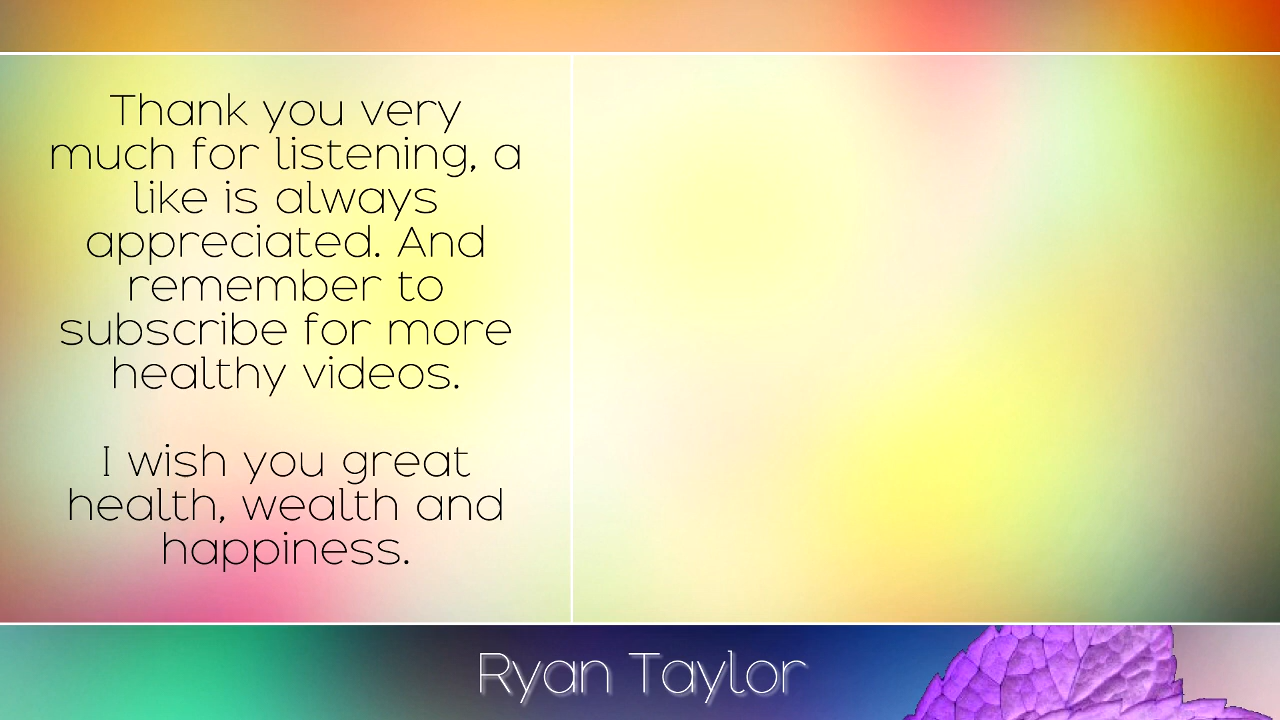 Thank you very
much for listening, a
like is always
appreciated. And
remember to
subscribe for more
healthy videos.
I wish you great
health, wealth and
happiness.
Ryan Taylor